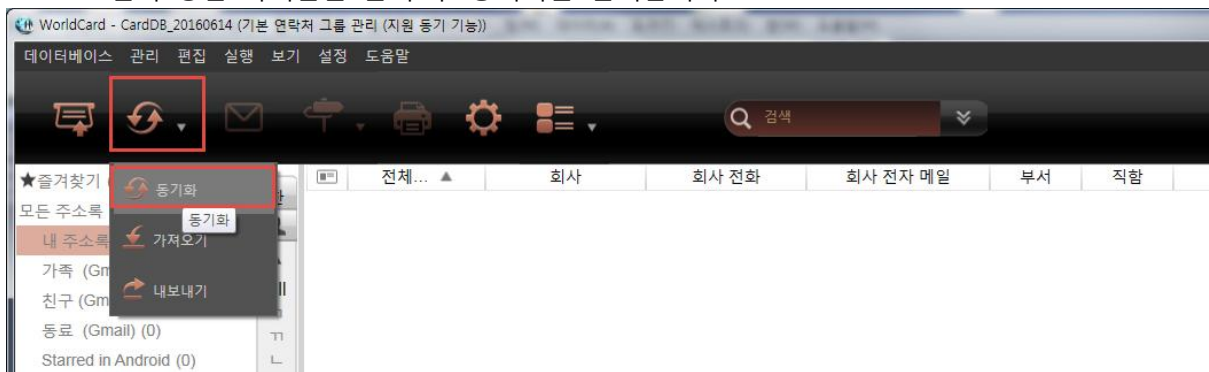 WorldCard - CardDB_20160614 (기본 연락처 그룹 관리 (지원 동기 기능))
데이터베이스 관리 편집 실행 보기 설정 도움말
검색
★즐겨찾기
동기화
전체... ▲ 회사 회사 전화 회사 전자 메일 부서 직함
모든 주소록
동기화
내 주소록
가져오기
가족 (Gm
친구 (Gm
내보내기
동료 (Gmail) (0)
ㄲ
Starred in Android (0)
ㄴ